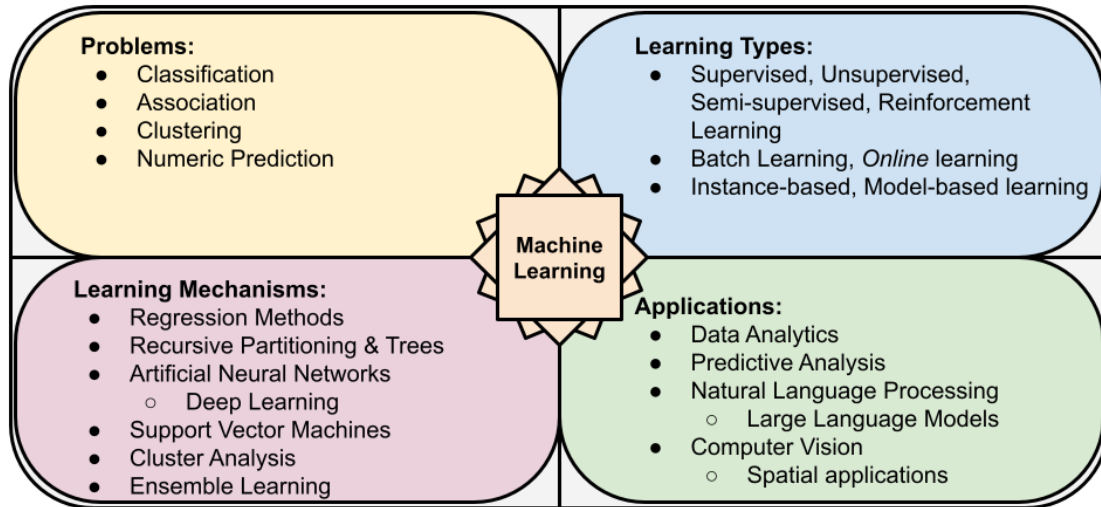 Problems:
● Classification
● Association
● Clustering
● Numeric Prediction
Learning Types:
● Supervised, Unsupervised,
Semi-supervised, Reinforcement
Learning
● Batch Learning, Online learning
● Instance-based, Model-based learning
Machine
Learning
Learning Mechanisms:
● Regression Methods
● Recursive Partitioning & Trees
● Artificial Neural Networks
○ Deep Learning
● Support Vector Machines
● Cluster Analysis
● Ensemble Learning
Applications:
● Data Analytics
● Predictive Analysis
● Natural Language Processing
○ Large Language Models
● Computer Vision
○ Spatial applications